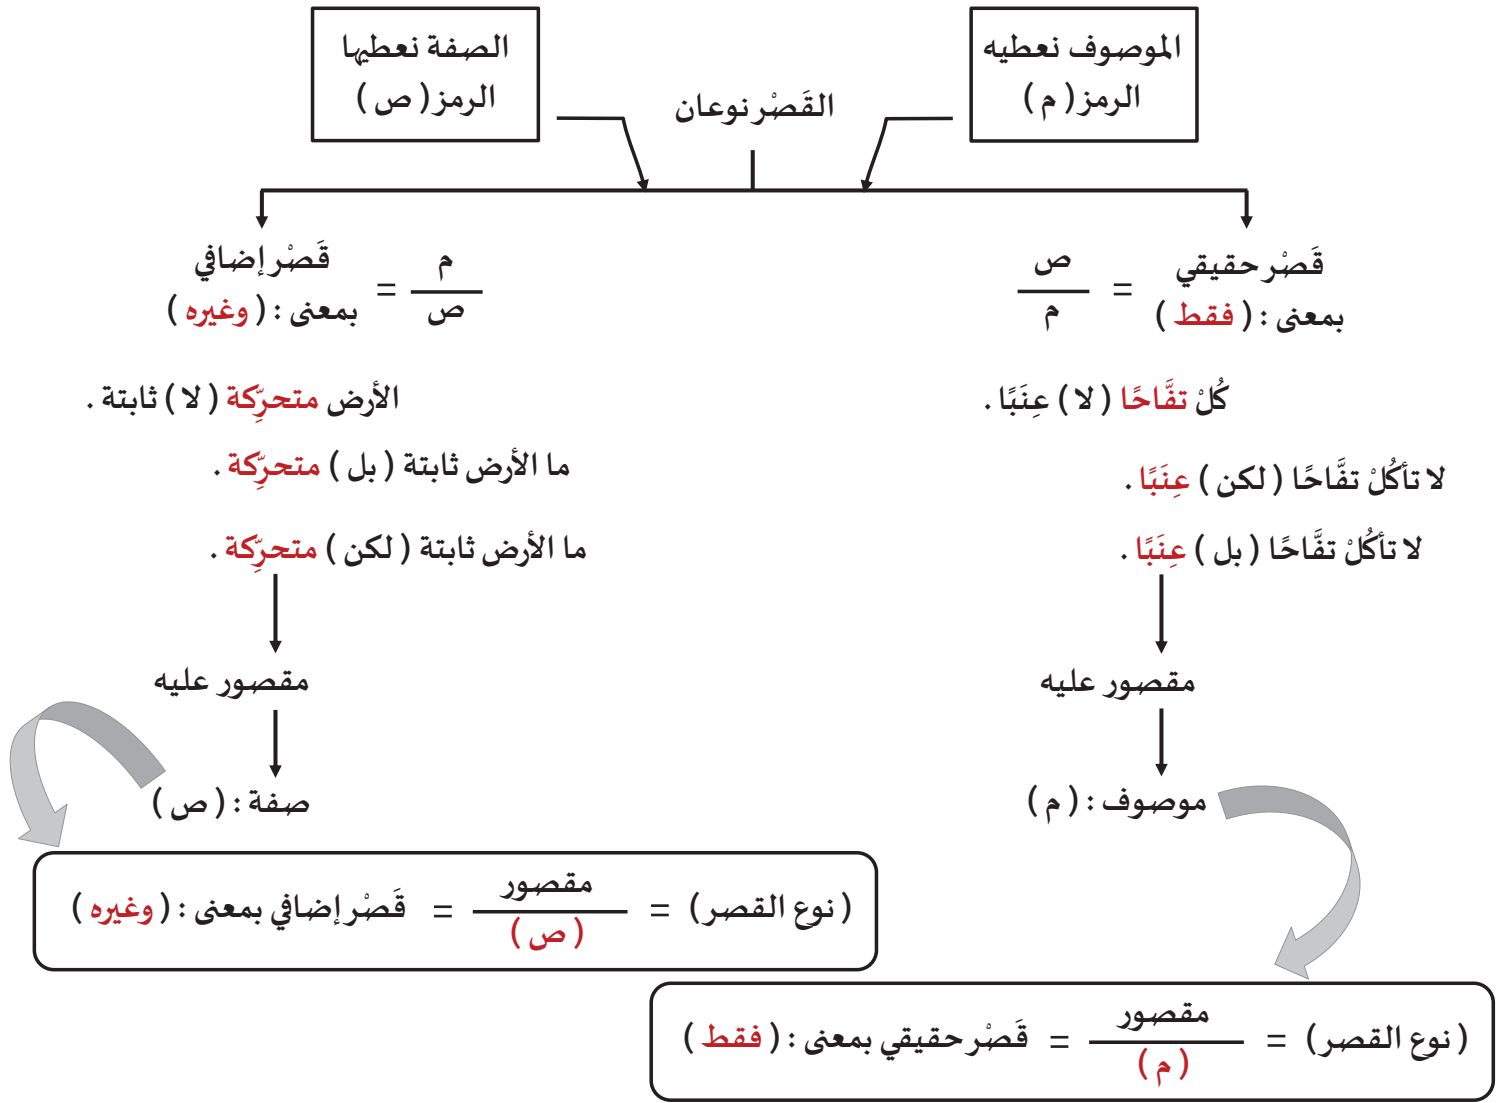 الموصوف نعطيه
الرمز ( م )
القَصْر نوعان
الصفة نعطيها
الرمز ( ص )
قَصْر حقيقي
بمعنى : ( فقط )
=
ص
م
قَصْر إضافي
بمعنى : ( وغيره )
=
م
ص
كُلْ تفَّاحًا ( لا ) عِنَبًا .
لا تأكُلْ تفَّاحًا ( لكن ) عِنَبًا .
لا تأكُلْ تفَّاحًا ( بل ) عِنَبًا .
مقصور عليه
موصوف : ( م )
الأرض متحرِّكة ( لا ) ثابتة .
ما الأرض ثابتة ( بل ) متحرِّكة .
ما الأرض ثابتة ( لكن ) متحرِّكة .
مقصور عليه
صفة : ( ص )
مقصور
( نوع القصر ) = = قَصْر إضافي بمعنى : ( وغيره )
( ص )
مقصور
( نوع القصر ) = = قَصْر حقيقي بمعنى : ( فقط )
( م )